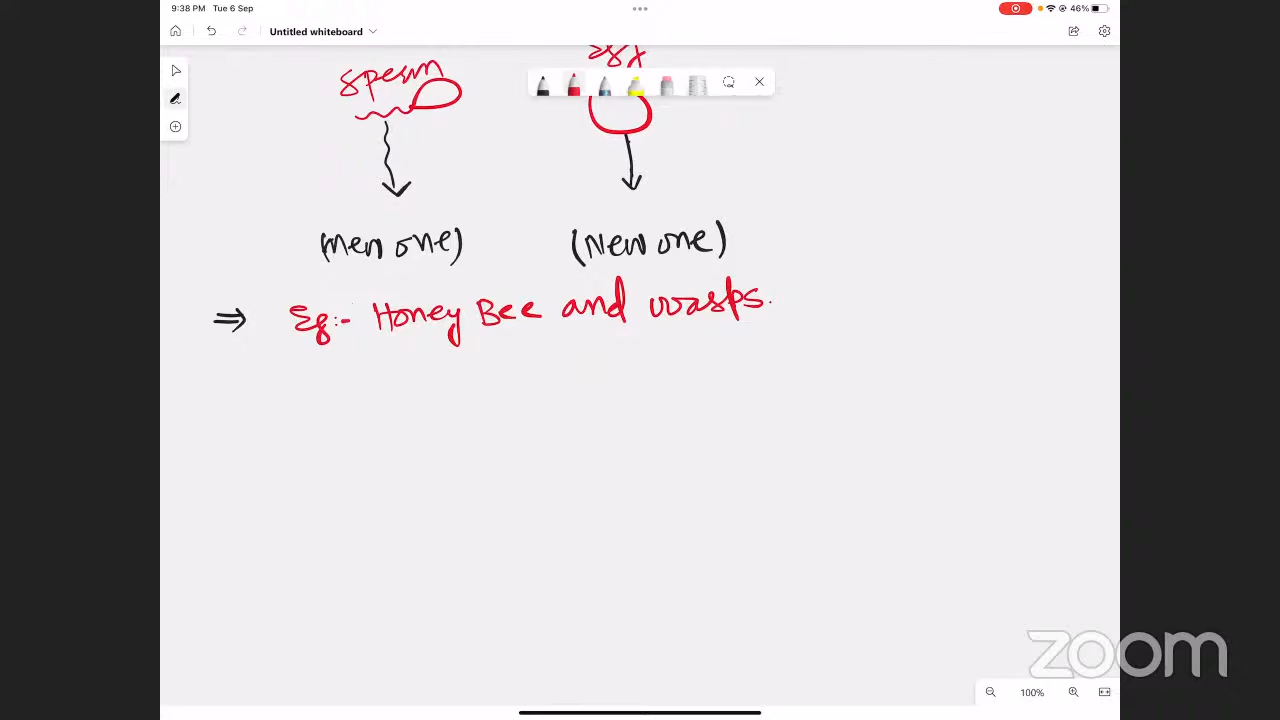 9:38 PM Tue 6 Sep
46%
Untitled whiteboard
sperm
(New one)
(New one)
⇒ Eg:- Honey Bee and wasps.
zoom
100%